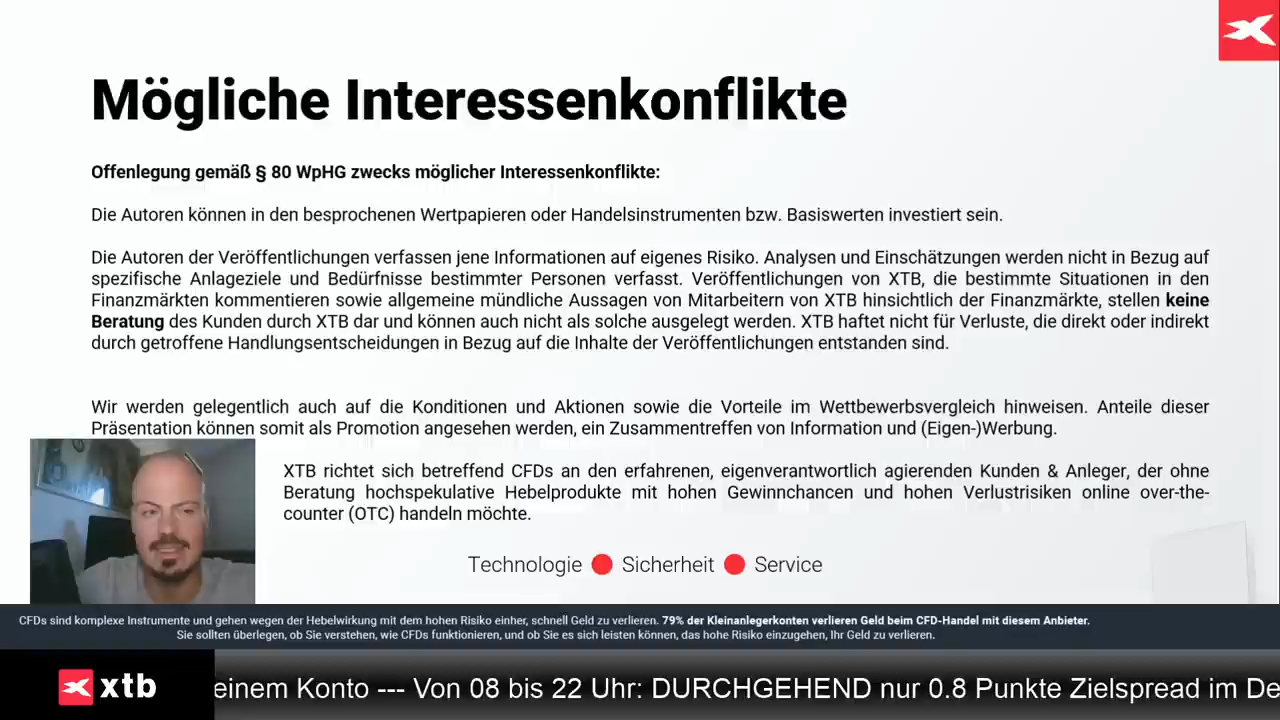 Mögliche Interessenkonflikte
Offenlegung gemäß § 80 WpHG zwecks möglicher Interessenkonflikte:
Die Autoren können in den besprochenen Wertpapieren oder Handelsinstrumenten bzw. Basiswerten investiert sein.
Die Autoren der Veröffentlichungen verfassen jene Informationen auf eigenes Risiko. Analysen und Einschätzungen werden nicht in Bezug auf
spezifische Anlageziele und Bedürfnisse bestimmter Personen verfasst. Veröffentlichungen von XTB, die bestimmte Situationen in den
Finanzmärkten kommentieren sowie allgemeine mündliche Aussagen von Mitarbeitern von XTB hinsichtlich der Finanzmärkte, stellen keine
Beratung des Kunden durch XTB dar und können auch nicht als solche ausgelegt werden. XTB haftet nicht für Verluste, die direkt oder indirekt
durch getroffene Handlungsentscheidungen in Bezug auf die Inhalte der Veröffentlichungen entstanden sind.
Wir werden gelegentlich auch auf die Konditionen und Aktionen sowie die Vorteile im Wettbewerbsvergleich hinweisen. Anteile dieser
Präsentation können somit als Promotion angesehen werden, ein Zusammentreffen von Information und (Eigen-)Werbung.
XTB richtet sich betreffend CFDs an den erfahrenen, eigenverantwortlich agierenden Kunden & Anleger, der ohne
Beratung hochspekulative Hebelprodukte mit hohen Gewinnchancen und hohen Verlustrisiken online over-the-
counter (OTC) handeln möchte.
Technologie Sicherheit Service
CFDs sind komplexe Instrumente und gehen wegen der Hebelwirkung mit dem hohen Risiko einher, schnell Geld zu verlieren. 79% der Kleinanlegerkonten verlieren Geld beim CFD-Handel mit diesem Anbieter.
Sie sollten überlegen, ob Sie verstehen, wie CFDs funktionieren, und ob Sie es sich leisten können, das hohe Risiko einzugehen, Ihr Geld zu verlieren.
xtb
einem Konto --- Von 08 bis 22 Uhr: DURCHGEHEND nur 0.8 Punkte Zielspread im De